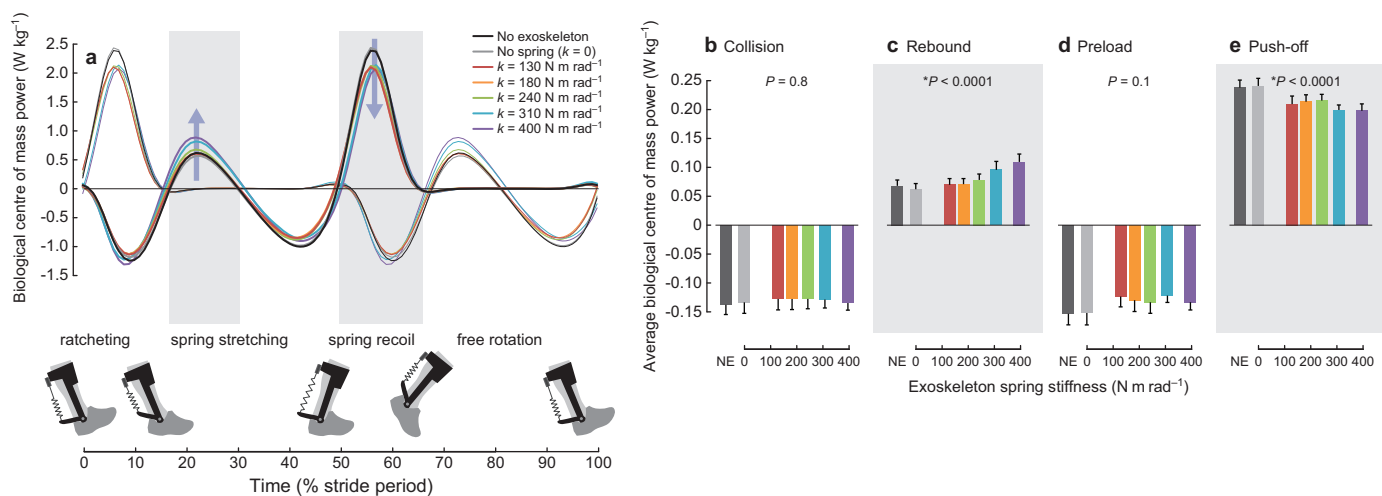 a
Biological centre of mass power (W kg⁻¹)
2.5
2.0
1.5
1.0
0.5
0
-0.5
-1.0
-1.5
No exoskeleton
No spring (k = 0)
k = 130 N m rad⁻¹
k = 180 N m rad⁻¹
k = 240 N m rad⁻¹
k = 310 N m rad⁻¹
k = 400 N m rad⁻¹
ratcheting spring stretching spring recoil free rotation
0 10 20 30 40 50 60 70 80 90 100
Time (% stride period)
b Collision c Rebound d Preload e Push-off
Average biological centre of mass power (W kg⁻¹)
0.25
0.20
0.15
0.10
0.05
0
-0.05
-0.10
-0.15
P = 0.8 *P < 0.0001 P = 0.1 *P < 0.0001
NE 100 200 300 400 NE 100 200 300 400 NE 100 200 300 400 NE 100 200 300 400
0 0 0 0
Exoskeleton spring stiffness (N m rad⁻¹)